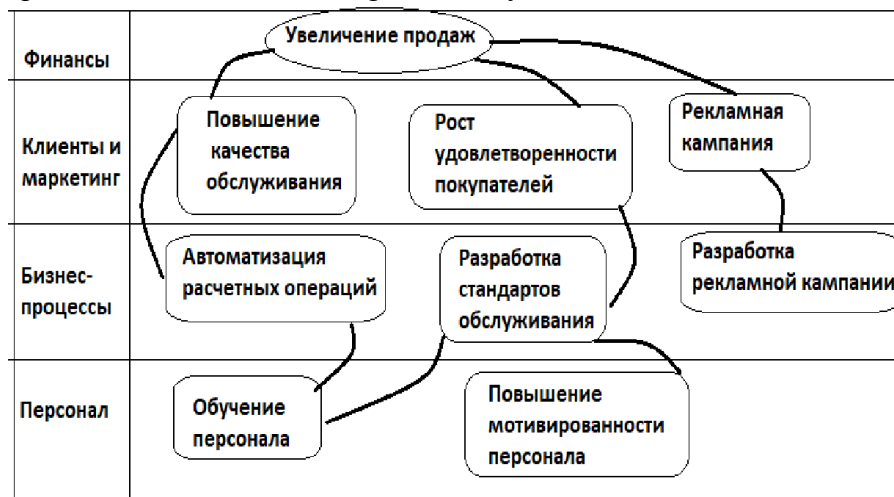 Увеличение продаж
Финансы
Клиенты и
маркетинг
Повышение
качества
обслуживания
Рост
удовлетворенности
покупателей
Рекламная
кампания
Бизнес-
процессы
Автоматизация
расчетных операций
Разработка
стандартов
обслуживания
Разработка
рекламной кампании
Персонал
Обучение
персонала
Повышение
мотивированности
персонала